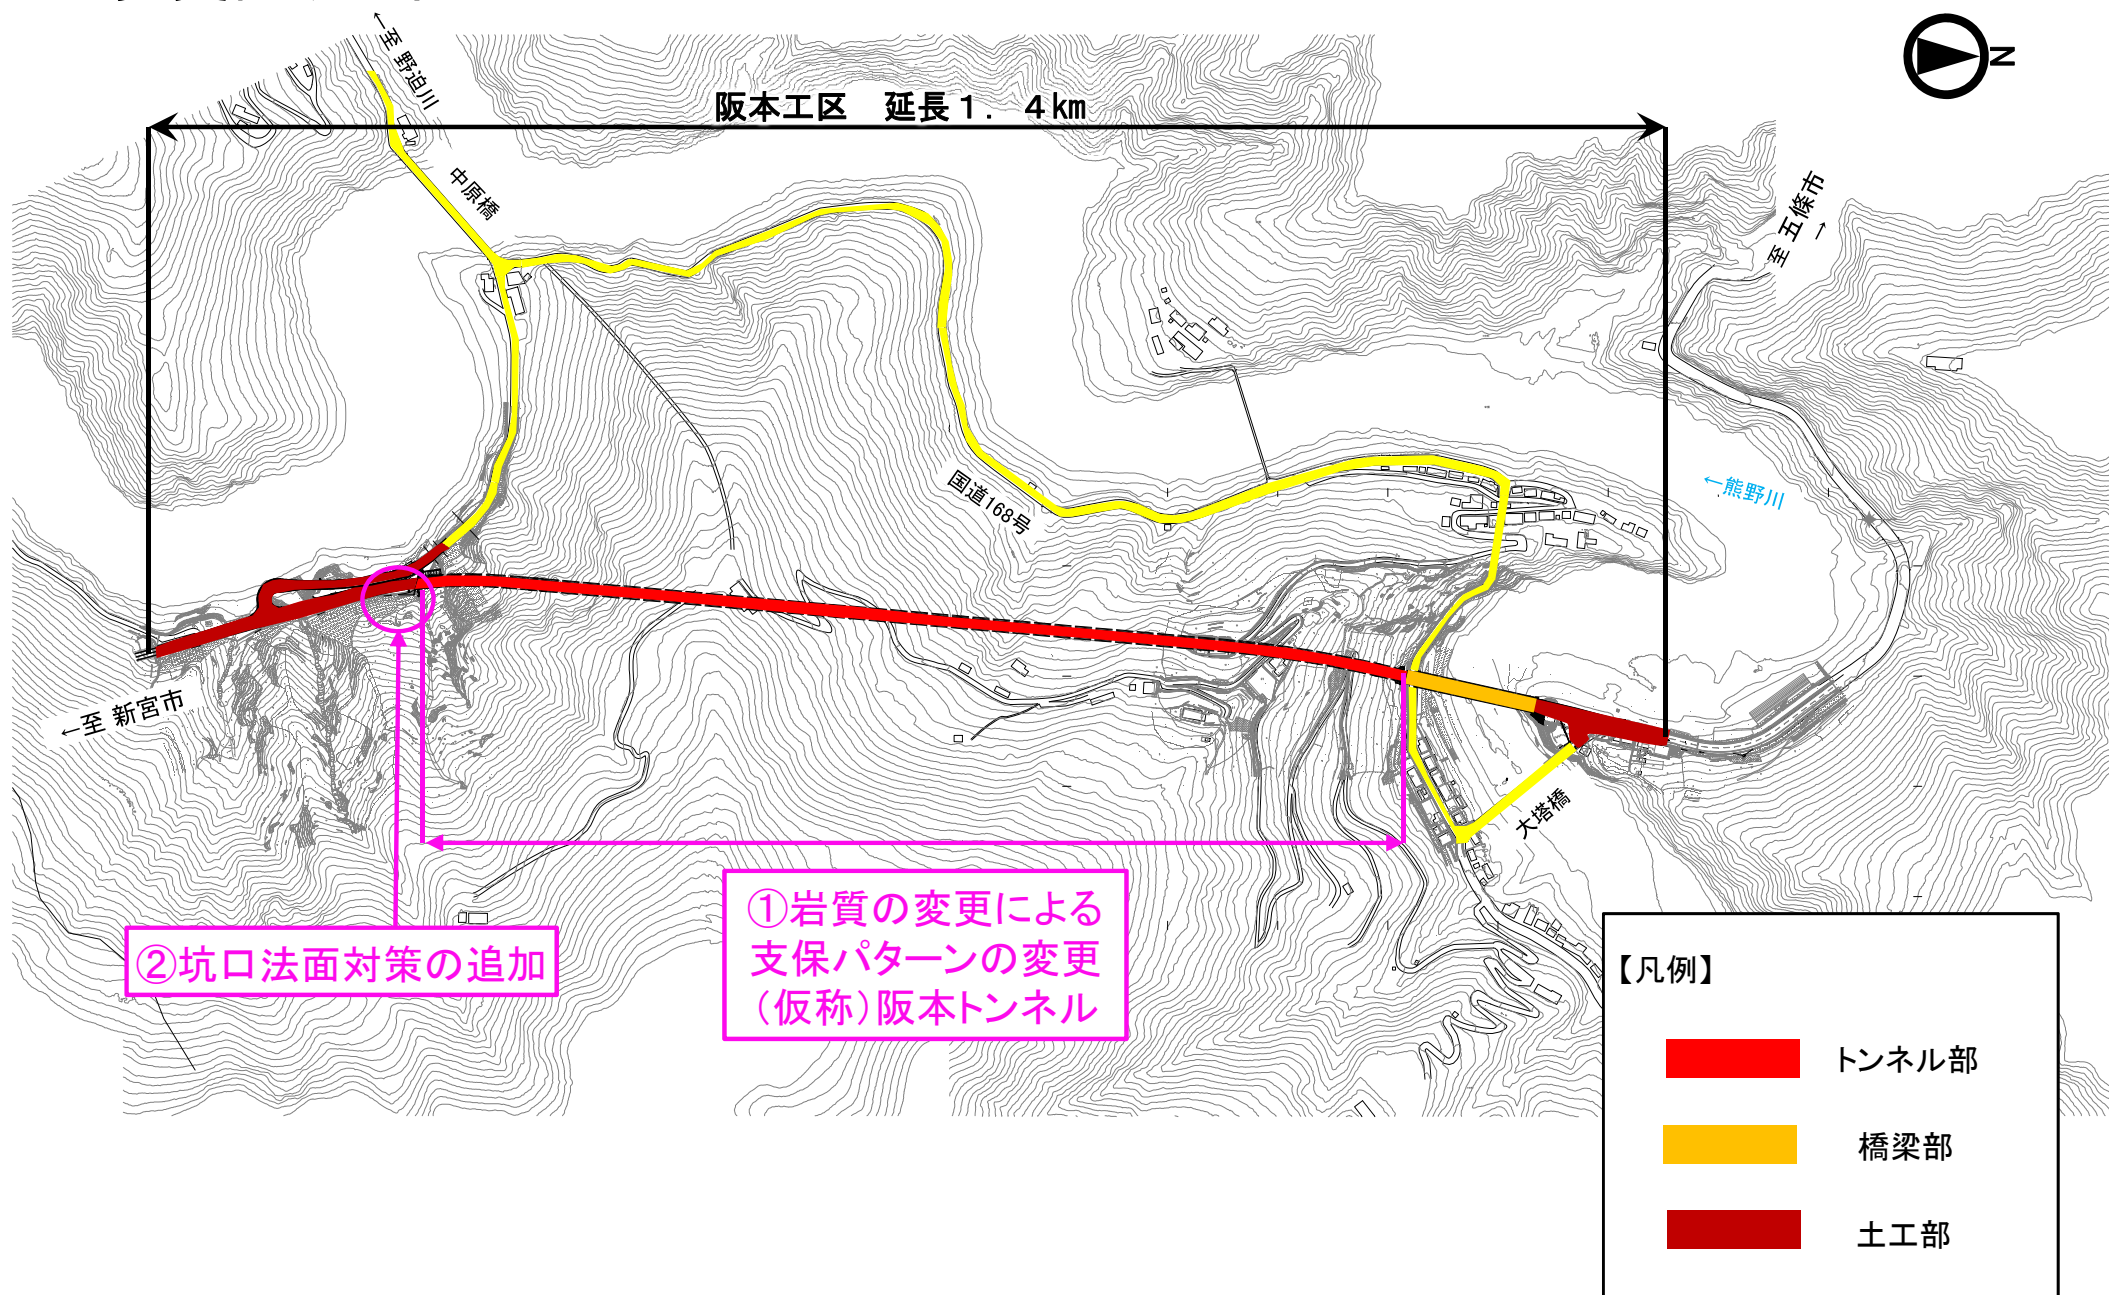 N
←至 野迫川
阪本工区 延長1.4km
中原橋
至 五條市
→
国道168号
←熊野川
←至 新宮市
大塔橋
①岩質の変更による
支保パターンの変更
(仮称)阪本トンネル
②坑口法面対策の追加
【凡例】
トンネル部
橋梁部
土工部